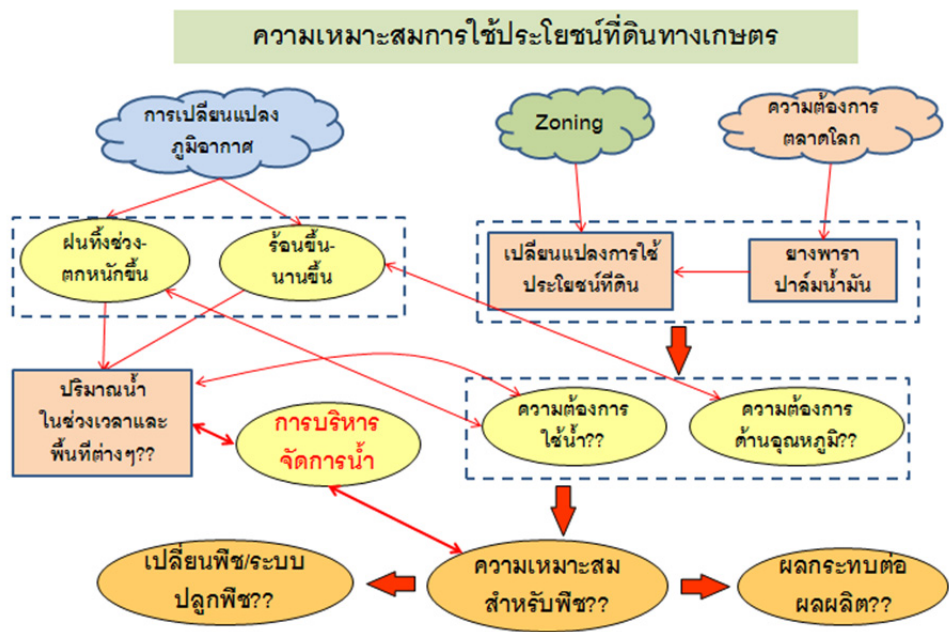 ความเหมาะสมการใช้ประโยชน์ที่ดินทางเกษตร
การเปลี่ยนแปลง
ภูมิอากาศ
Zoning
ความต้องการ
ตลาดโลก
ฝนทิ้งช่วง-
ตกหนักขึ้น
ร้อนขึ้น-
นานขึ้น
เปลี่ยนแปลงการใช้
ประโยชน์ที่ดิน
ยางพารา
ปาล์มน้ำมัน
ปริมาณน้ำ
ในช่วงเวลาและ
พื้นที่ต่างๆ??
การบริหาร
จัดการน้ำ
ความต้องการ
ใช้น้ำ??
ความต้องการ
ด้านอุณหภูมิ??
เปลี่ยนพืช/ระบบ
ปลูกพืช??
ความเหมาะสม
สำหรับพืช??
ผลกระทบต่อ
ผลผลิต??